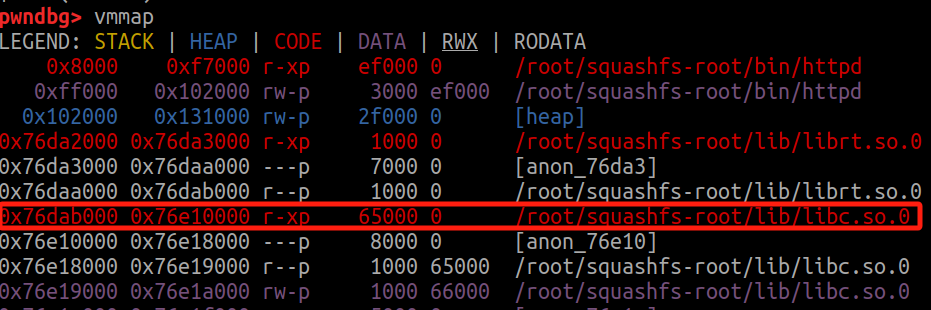 pwndbg> vmmap
LEGEND: STACK | HEAP | CODE | DATA | RWX | RODATA
0x8000 0xf7000 r-xp ef000 0 /root/squashfs-root/bin/httpd
0xff000 0x102000 rw-p 3000 ef000 /root/squashfs-root/bin/httpd
0x102000 0x131000 rw-p 2f000 0 [heap]
0x76da2000 0x76da3000 r-xp 1000 0 /root/squashfs-root/lib/librt.so.0
0x76da3000 0x76daa000 ---p 7000 0 [anon_76da3]
0x76daa000 0x76dab000 r--p 1000 0 /root/squashfs-root/lib/librt.so.0
0x76dab000 0x76e10000 r-xp 65000 0 /root/squashfs-root/lib/libc.so.0
0x76e10000 0x76e18000 ---p 8000 0 [anon_76e10]
0x76e18000 0x76e19000 r--p 1000 65000 /root/squashfs-root/lib/libc.so.0
0x76e19000 0x76e1a000 rw-p 1000 66000 /root/squashfs-root/lib/libc.so.0